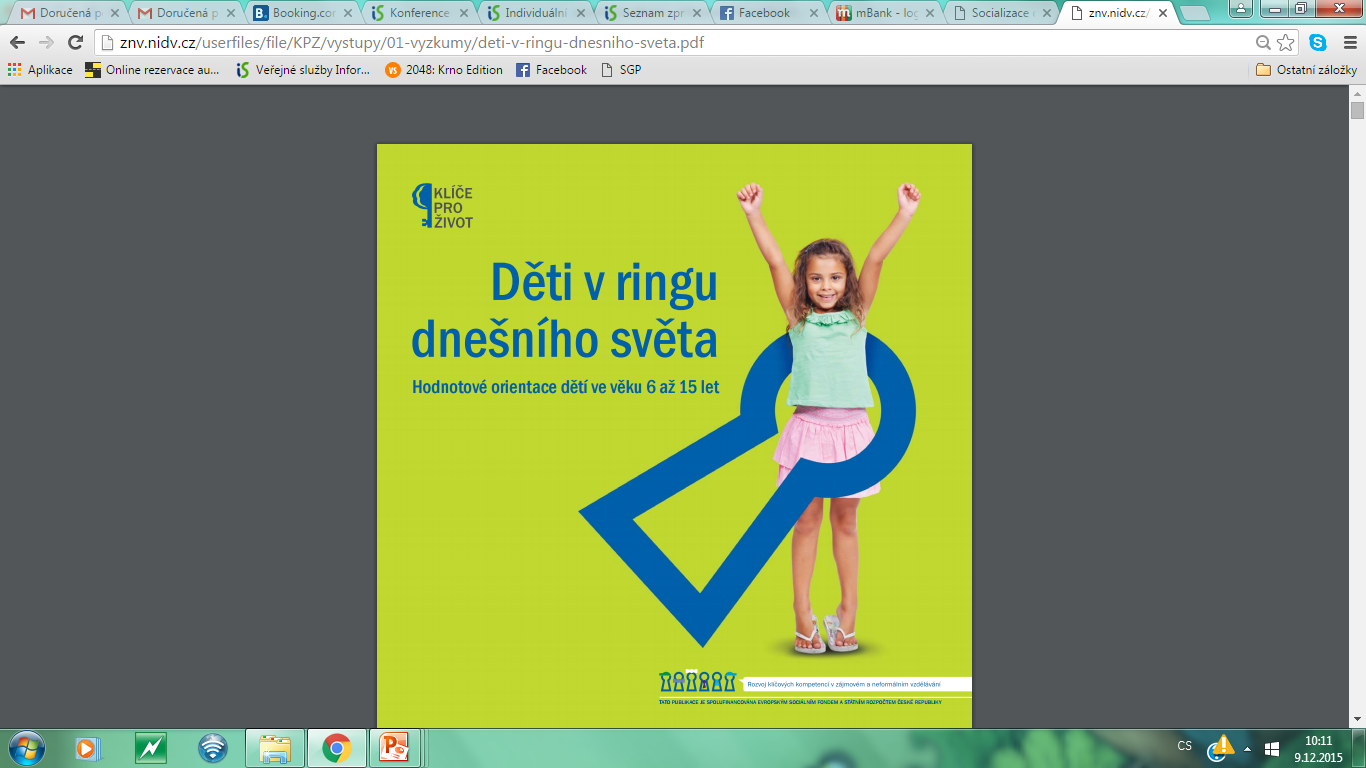 Doručená p
Doručená p
Booking.co
Konference
Individuáln
Seznam zpr
Facebook
mBank - lo
Socializace
znv.nidv.cz/
znv.nidv.cz/userfiles/file/KPZ/vystupy/01-vyzkumy/deti-v-ringu-dnesniho-sveta.pdf
Aplikace
Online rezervace au...
Veřejné služby Infor...
2048: Krno Edition
Facebook
SGP
Ostatní záložky
KLÍČE
PRO
ŽIVOT
Děti v ringu
dnešního světa
Hodnotové orientace dětí ve věku 6 až 15 let
Rozvoj klíčových kompetencí v zájmovém a neformálním vzdělávání
TATO PUBLIKACE JE SPOLUFINANCOVÁNA EVROPSKÝM SOCIÁLNÍM FONDEM A STÁTNÍM ROZPOČTEM ČESKÉ REPUBLIKY
CS
10:11
9.12.2015